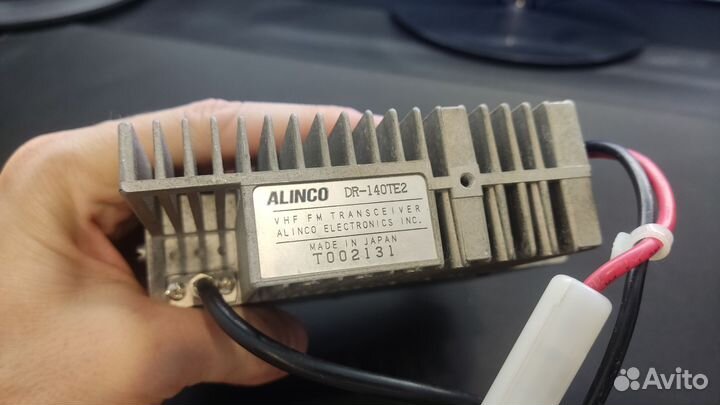 ALINCO DR-140TE2
VHF FM TRANSCEIVER
ALINCO ELECTRONICS INC.
MADE IN JAPAN
T002131
Avito